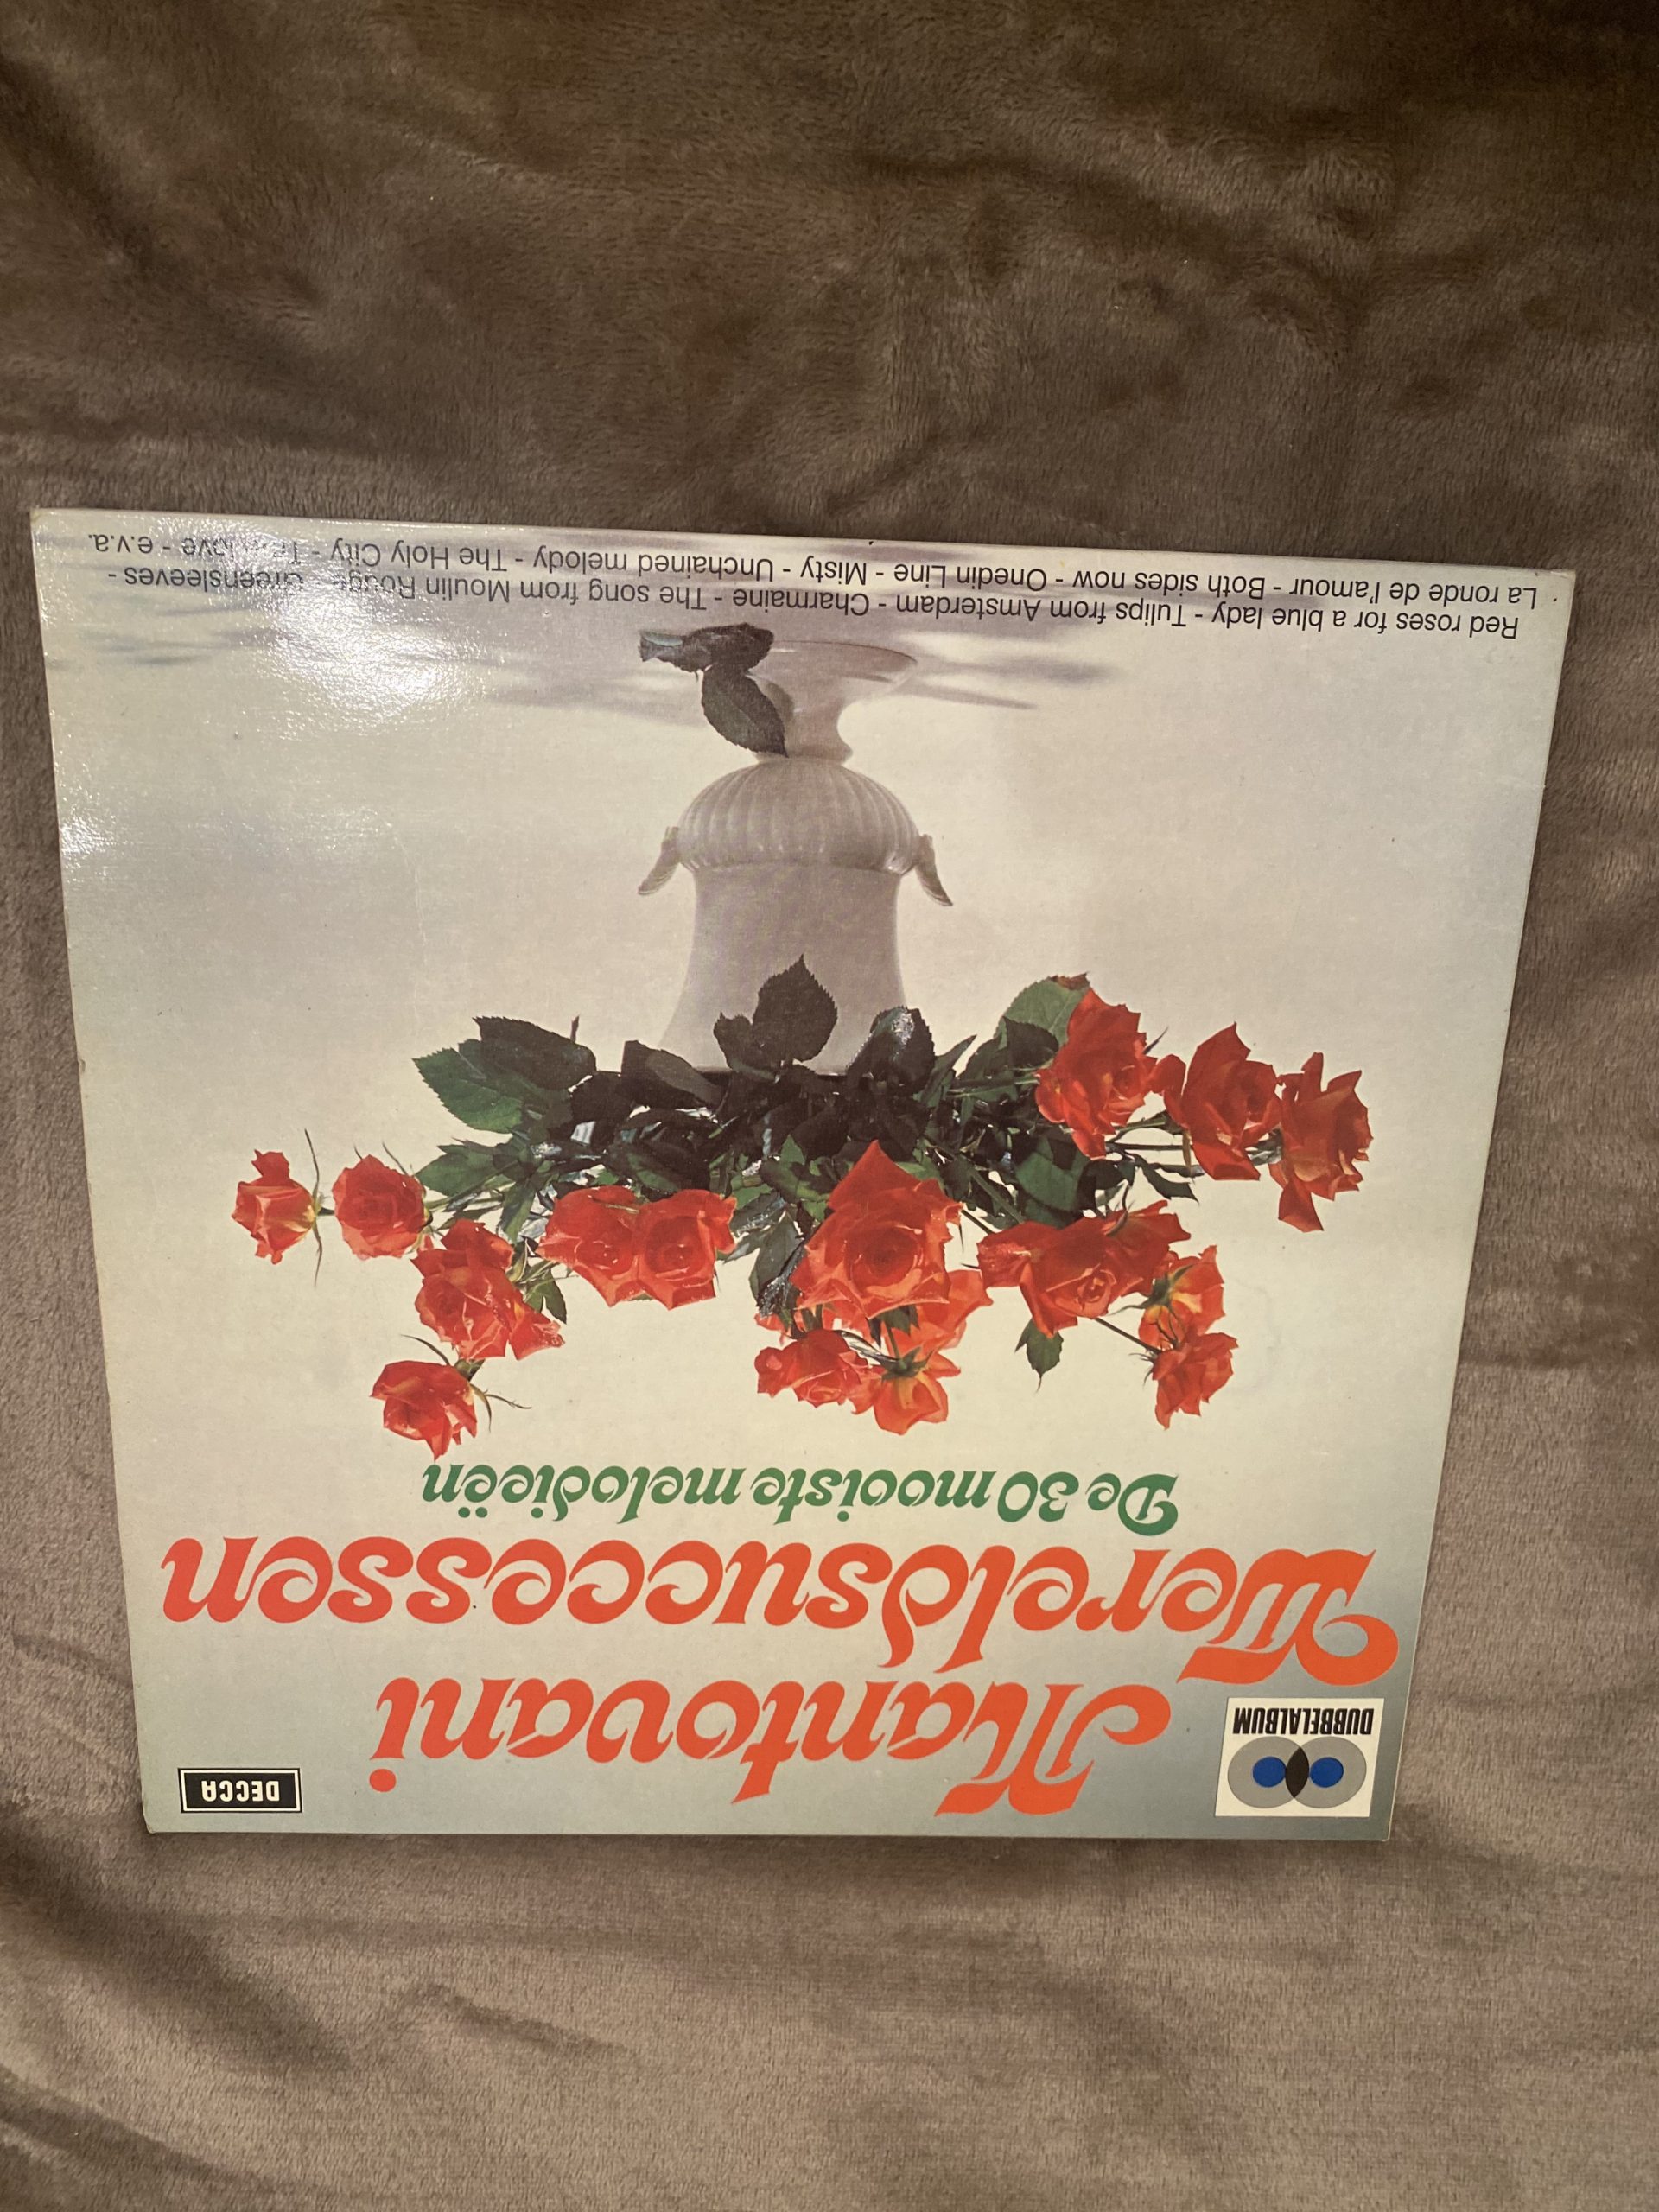 DUBBELALBUM
DECCA
Mantovani
Wereldsuccessen
De 30 mooiste melodieën
Red roses for a blue lady - Tulips from Amsterdam - Charmaine - The song from Moulin Rouge - Greensleeves -
La ronde de l'amour - Both sides now - Onedin Line - Misty - Unchained melody - The Holy City - love - e.v.a.